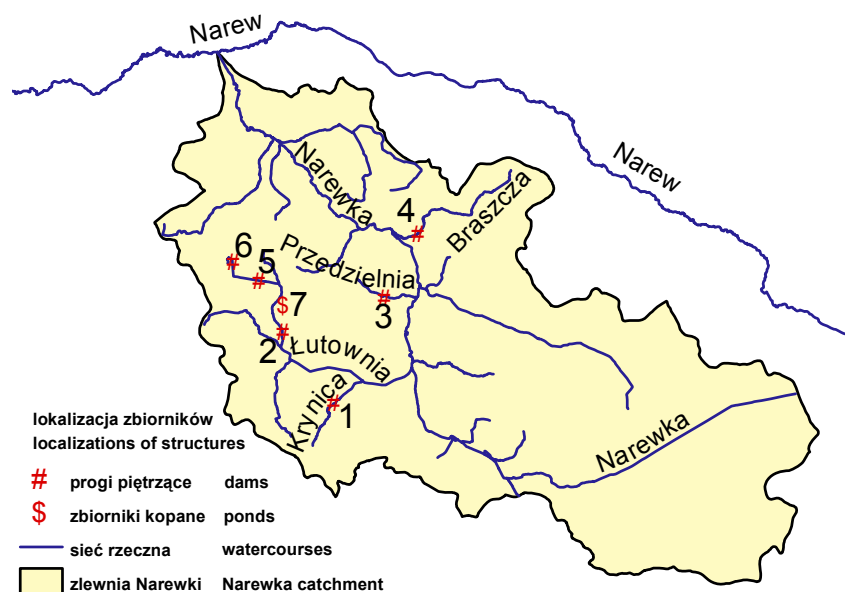 Narew
Narew
Narewka
Braszcza
4
Przedzielnia
6
5
7
3
2
Łutownia
Krynica
1
Narewka
lokalizacja zbiorników
localizations of structures
# progi piętrzące dams
$ zbiorniki kopane ponds
sieć rzeczna watercourses
zlewnia Narewki Narewka catchment